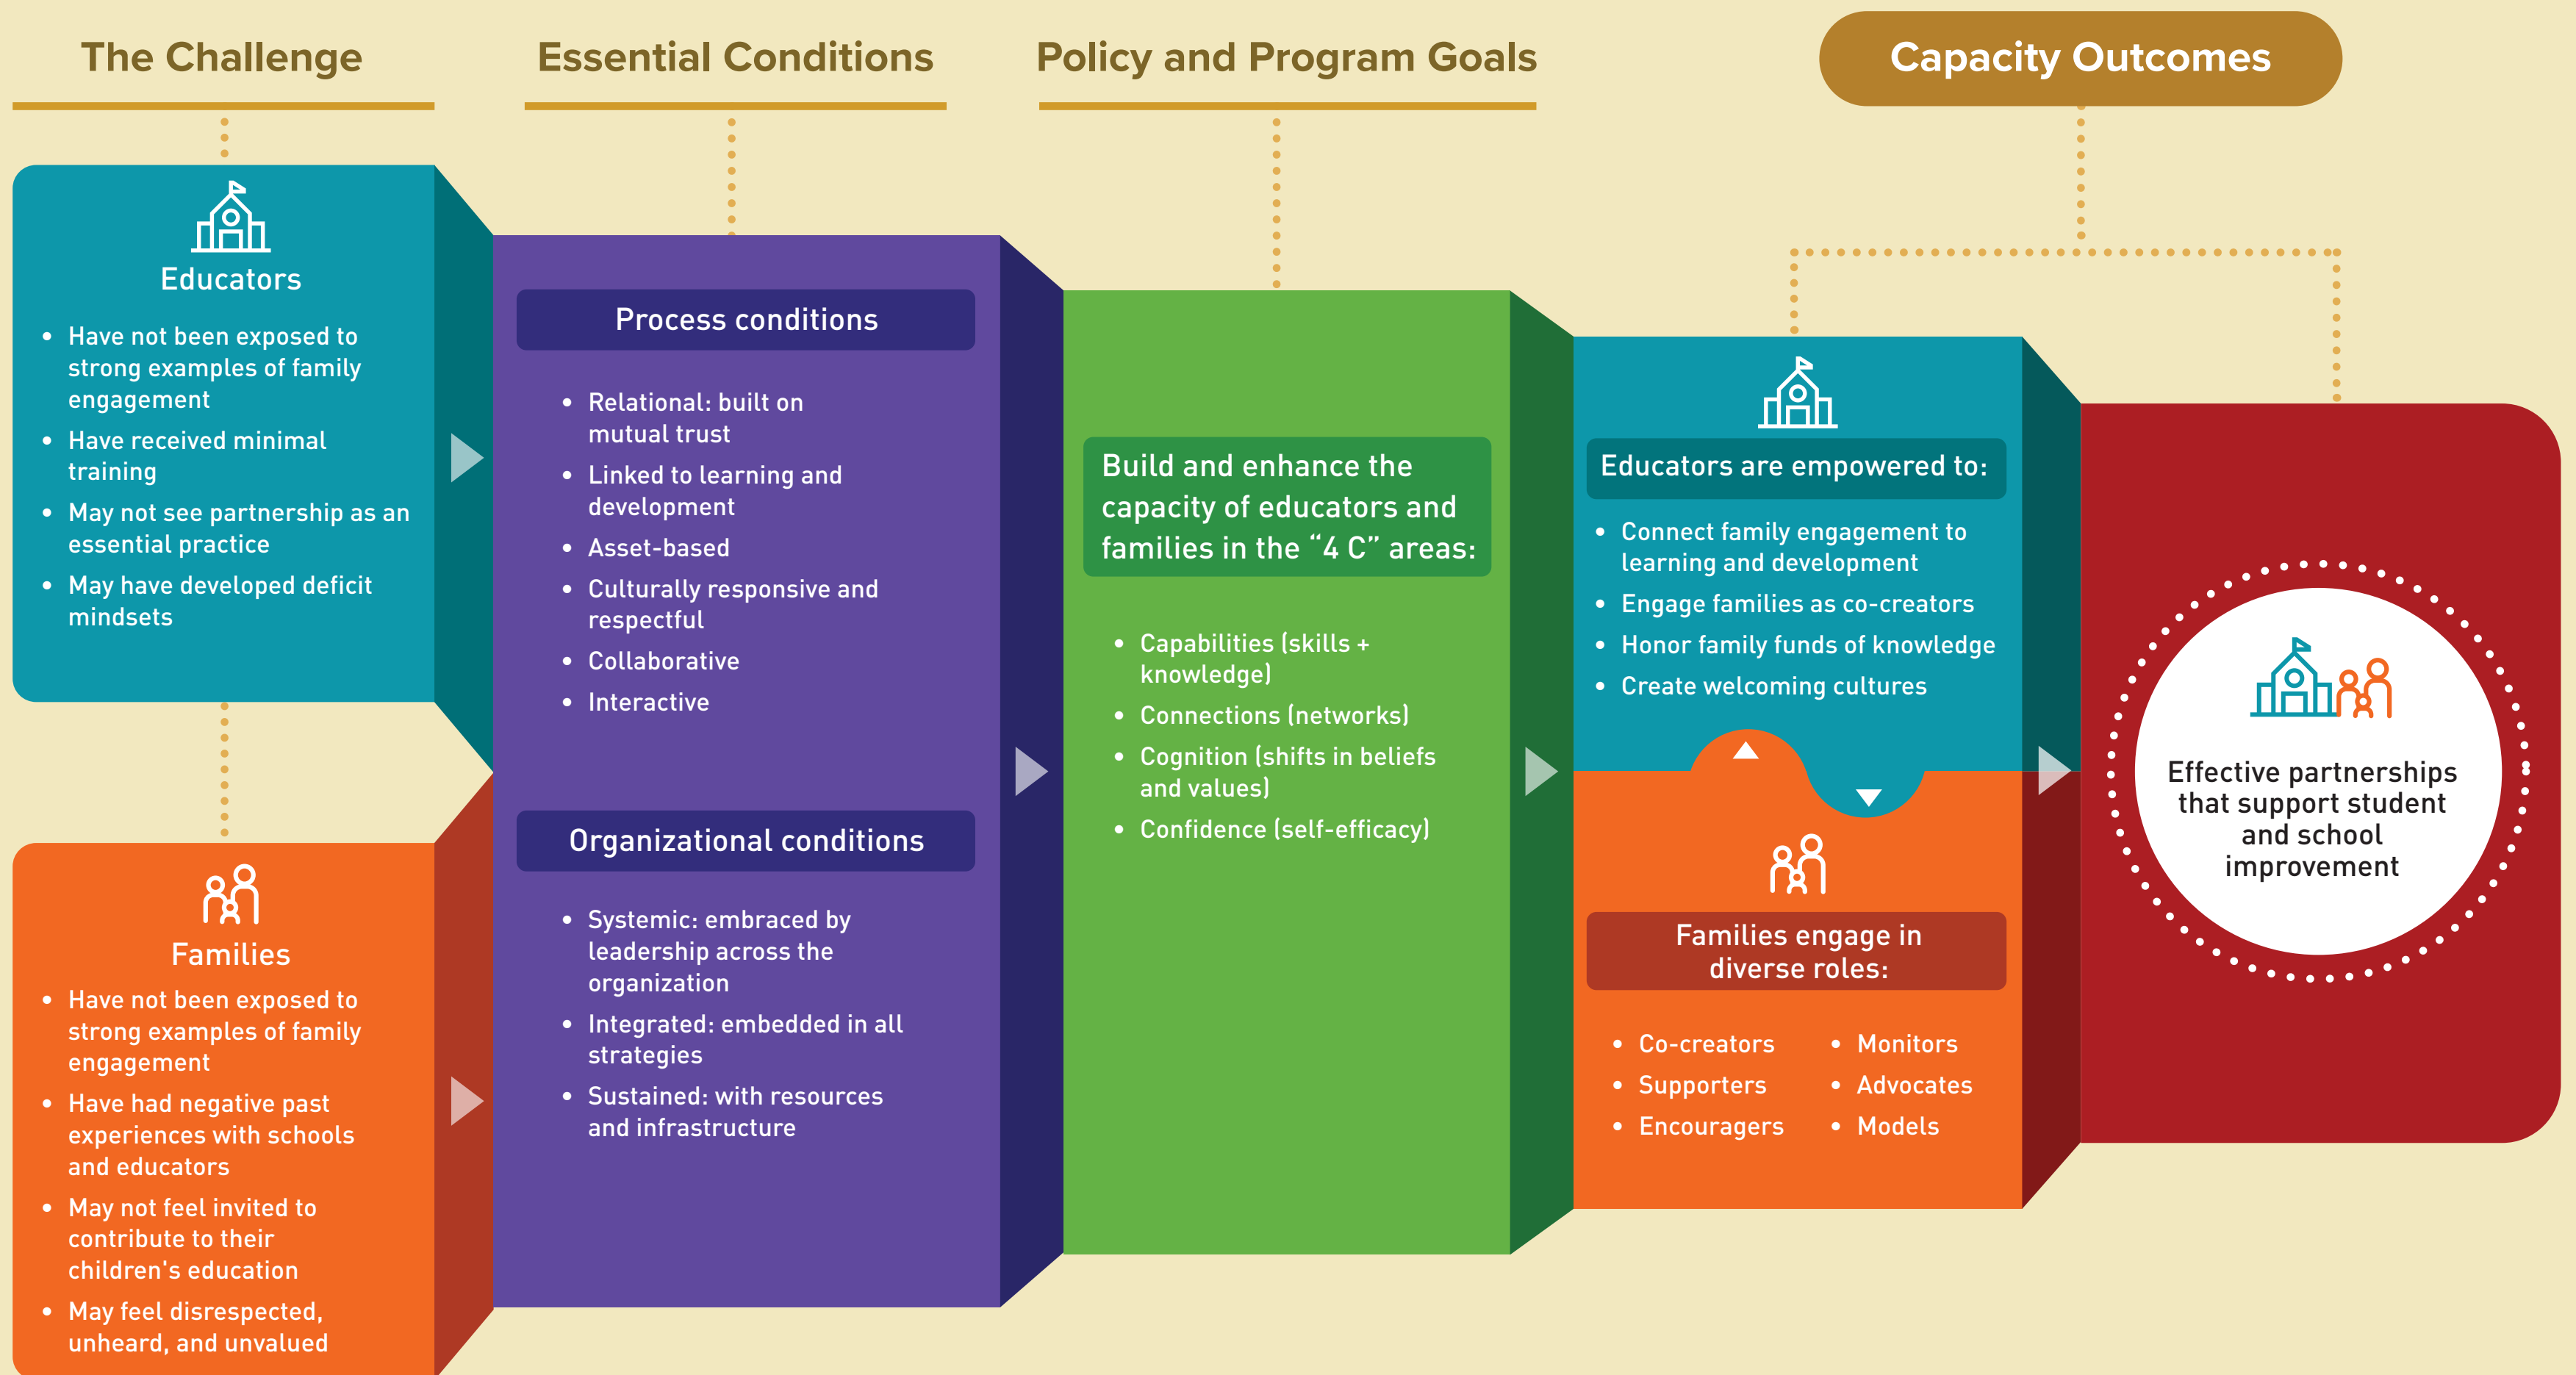 The Challenge
Essential Conditions
Policy and Program Goals
Capacity Outcomes
Educators
• Have not been exposed to
strong examples of family
engagement
• Have received minimal
training
• May not see partnership as an
essential practice
• May have developed deficit
mindsets
Families
• Have not been exposed to
strong examples of family
engagement
• Have had negative past
experiences with schools
and educators
• May not feel invited to
contribute to their
children's education
• May feel disrespected,
unheard, and unvalued
Process conditions
• Relational: built on
mutual trust
• Linked to learning and
development
• Asset-based
• Culturally responsive and
respectful
• Collaborative
• Interactive
Organizational conditions
• Systemic: embraced by
leadership across the
organization
• Integrated: embedded in all
strategies
• Sustained: with resources
and infrastructure
Build and enhance the
capacity of educators and
families in the “4 C” areas:
• Capabilities (skills +
knowledge)
• Connections (networks)
• Cognition (shifts in beliefs
and values)
• Confidence (self-efficacy)
Educators are empowered to:
• Connect family engagement to
learning and development
• Engage families as co-creators
• Honor family funds of knowledge
• Create welcoming cultures
Families engage in
diverse roles:
• Co-creators
• Supporters
• Encouragers
• Monitors
• Advocates
• Models
Effective partnerships
that support student
and school
improvement